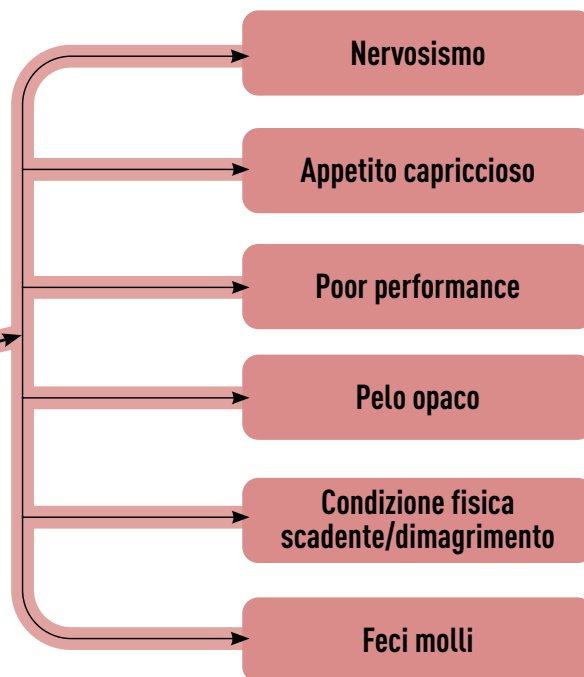 Nervosismo
Appetito capriccioso
Poor performance
Pelo opaco
Condizione fisica
scadente/dimagrimento
Feci molli